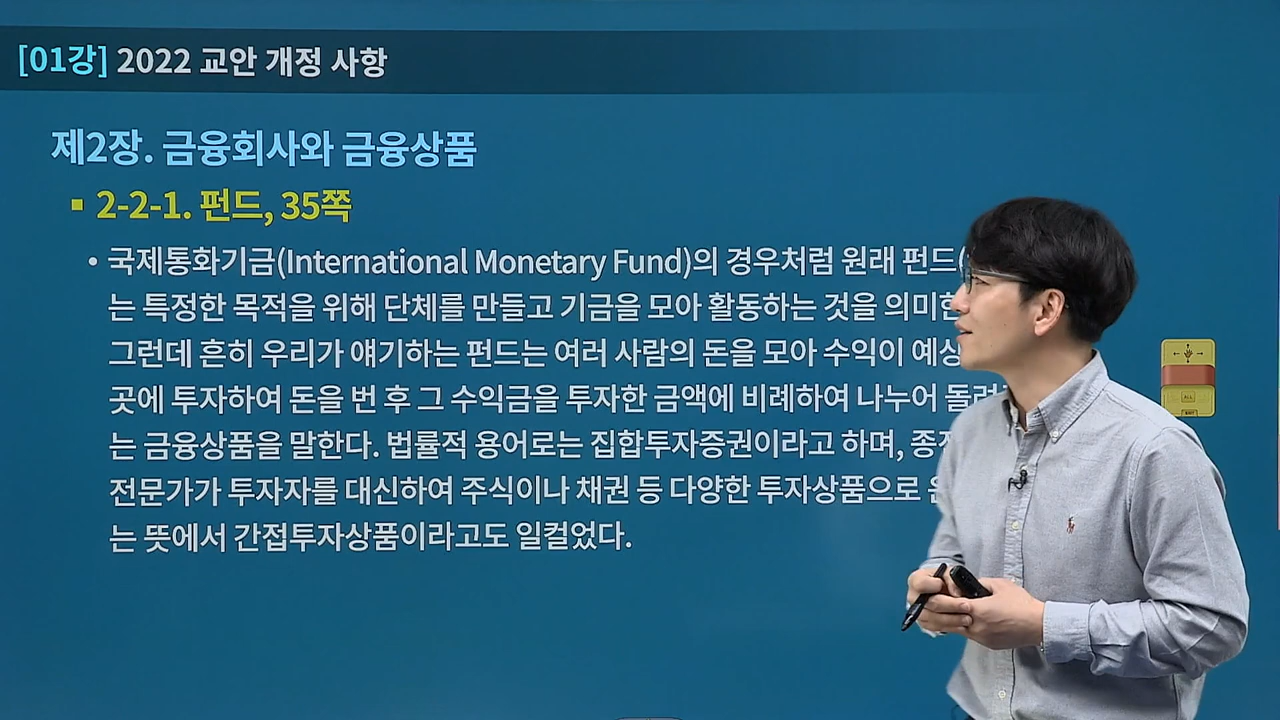 [01강] 2022 교안 개정 사항
제2장. 금융회사와 금융상품
▪ 2-2-1. 펀드, 35쪽
• 국제통화기금(International Monetary Fund)의 경우처럼 원래 펀드(
는 특정한 목적을 위해 단체를 만들고 기금을 모아 활동하는 것을 의미한
그런데 흔히 우리가 얘기하는 펀드는 여러 사람의 돈을 모아 수익이 예상
곳에 투자하여 돈을 번 후 그 수익금을 투자한 금액에 비례하여 나누어
는 금융상품을 말한다. 법률적 용어로는 집합투자증권이라고 하며,
전문가가 투자자를 대신하여 주식이나 채권 등 다양한 투자상품으로
는 뜻에서 간접투자상품이라고도 일컬었다.
ALL